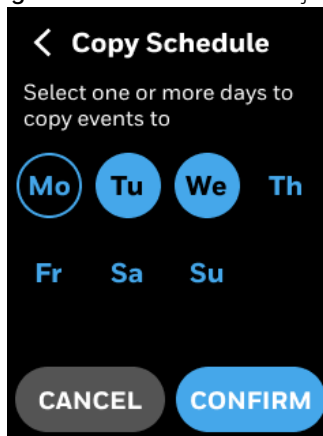 Copy Schedule
Select one or more days to
copy events to
Mo Tu We Th
Fr Sa Su
CANCEL CONFIRM